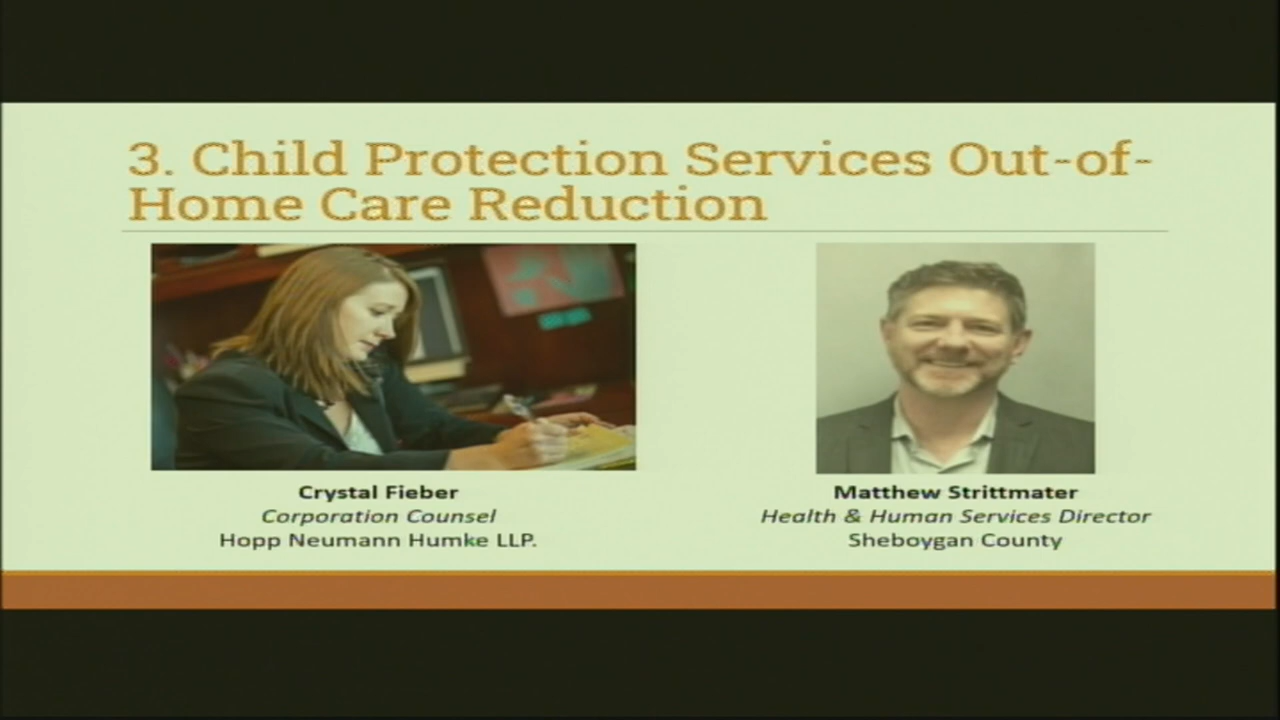 3. Child Protection Services Out-of-
Home Care Reduction
Crystal Fieber
Corporation Counsel
Hopp Neumann Humke LLP.
Matthew Strittmater
Health & Human Services Director
Sheboygan County